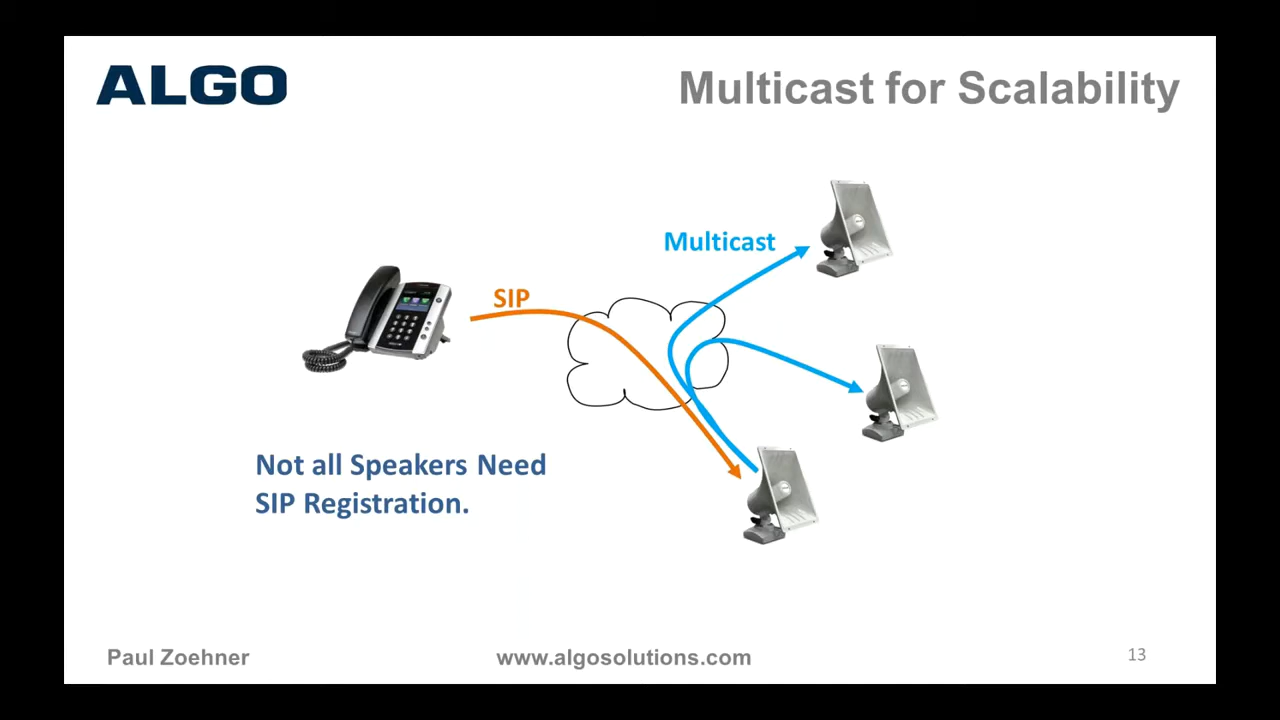 ALGO
Multicast for Scalability
Multicast
SIP
Not all Speakers Need
SIP Registration.
Paul Zoehner
www.algosolutions.com
13